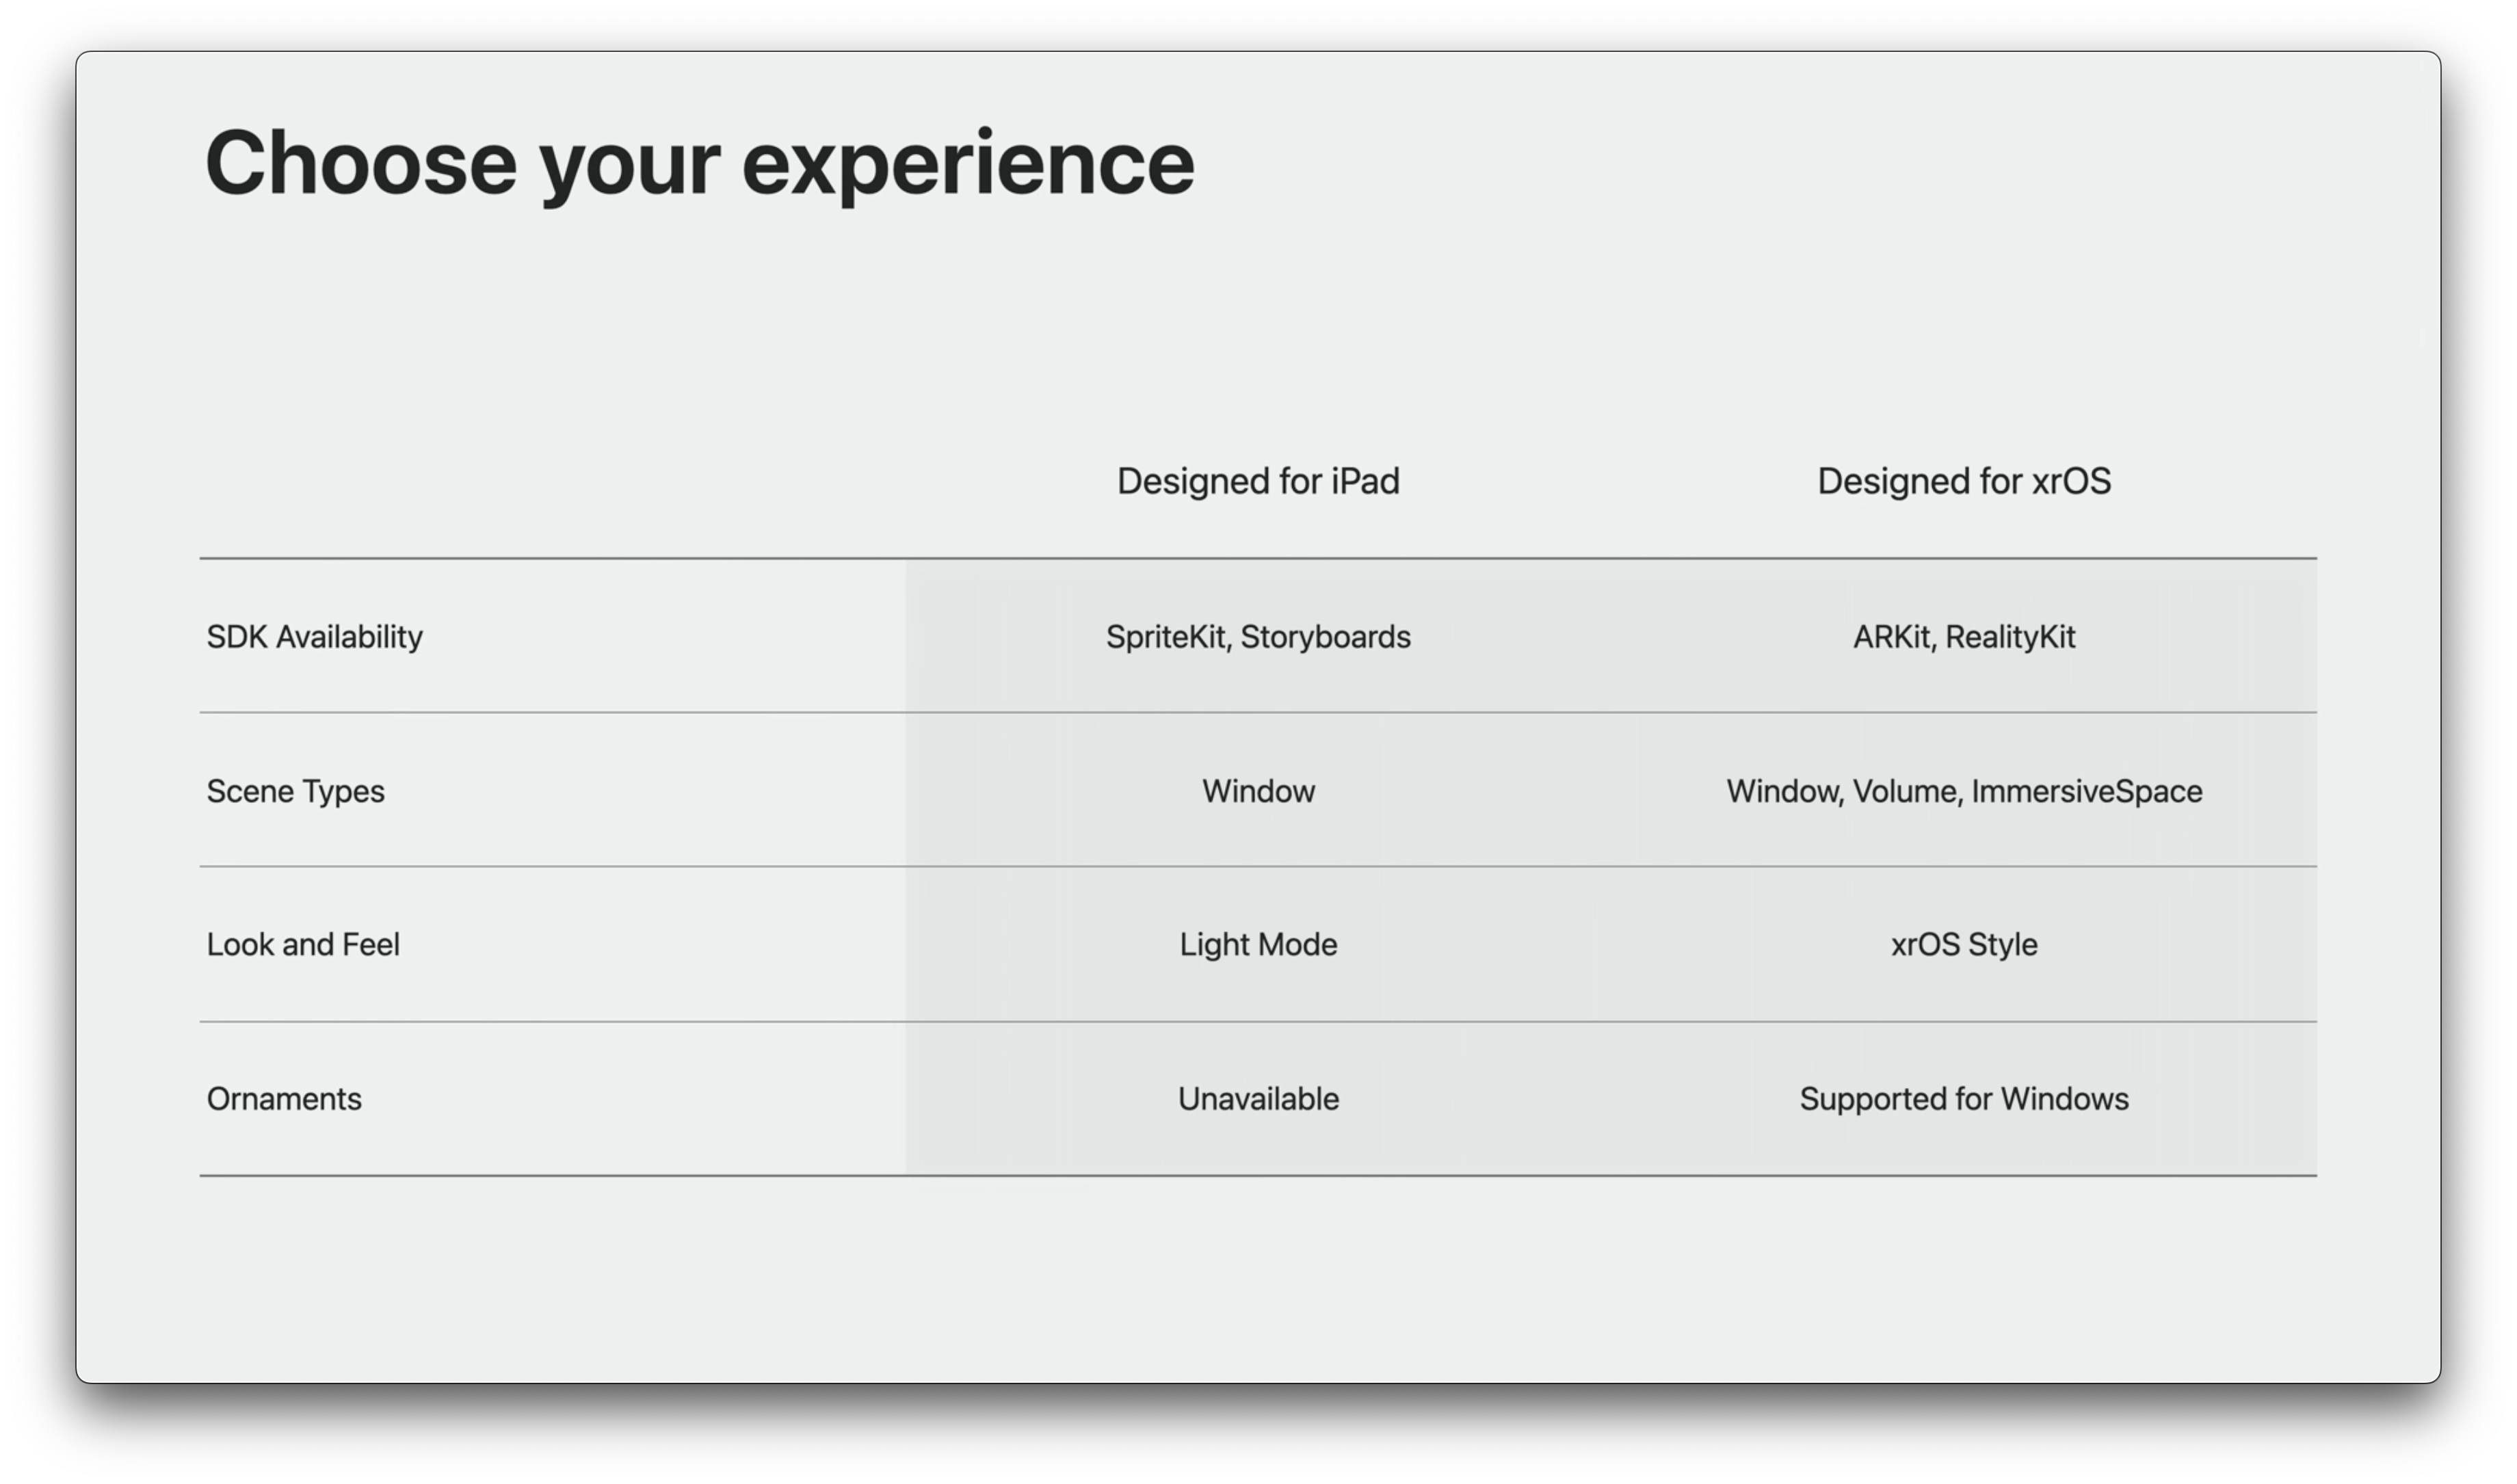 Choose your experience
Designed for iPad Designed for xrOS
SDK Availability SpriteKit, Storyboards ARKit, RealityKit
Scene Types Window Window, Volume, ImmersiveSpace
Look and Feel Light Mode xrOS Style
Ornaments Unavailable Supported for Windows